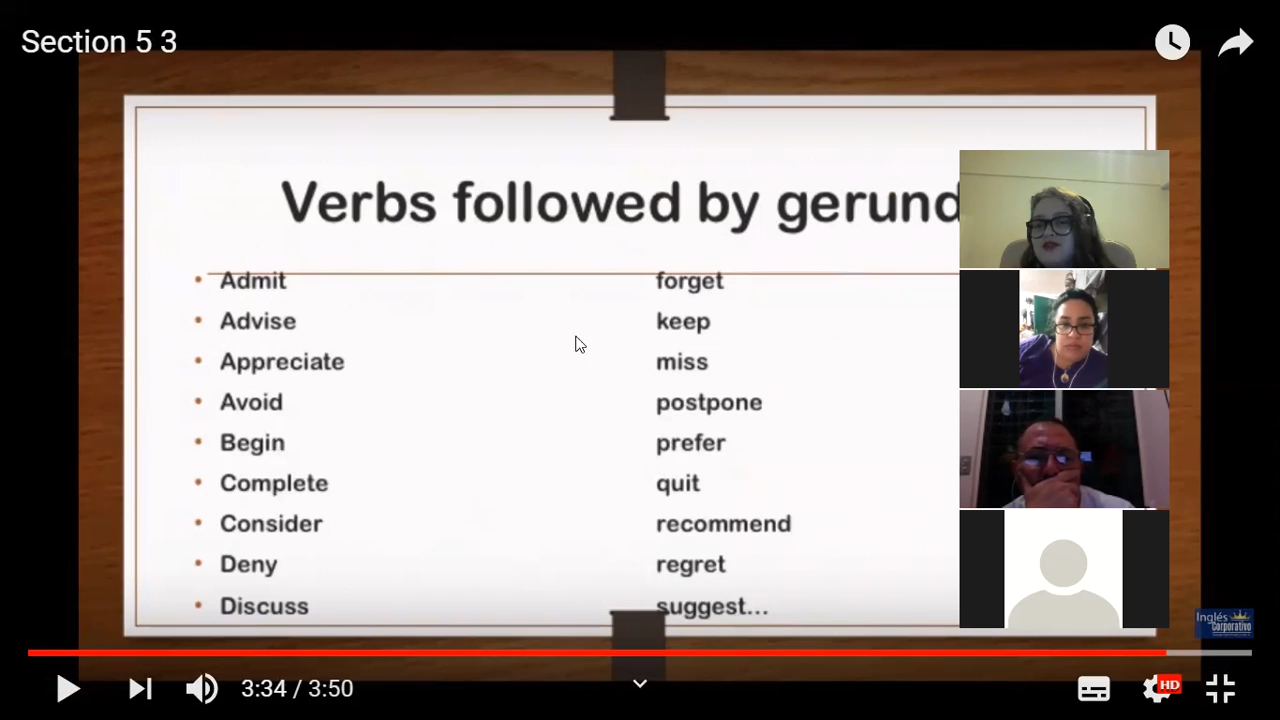 Section 5 3
Verbs followed by gerund
Admit
Advise
Appreciate
Avoid
Begin
Complete
Consider
Deny
Discuss
forget
keep
miss
postpone
prefer
quit
recommend
regret
suggest...
Inglés
Corporativo
3:34 / 3:50
HD